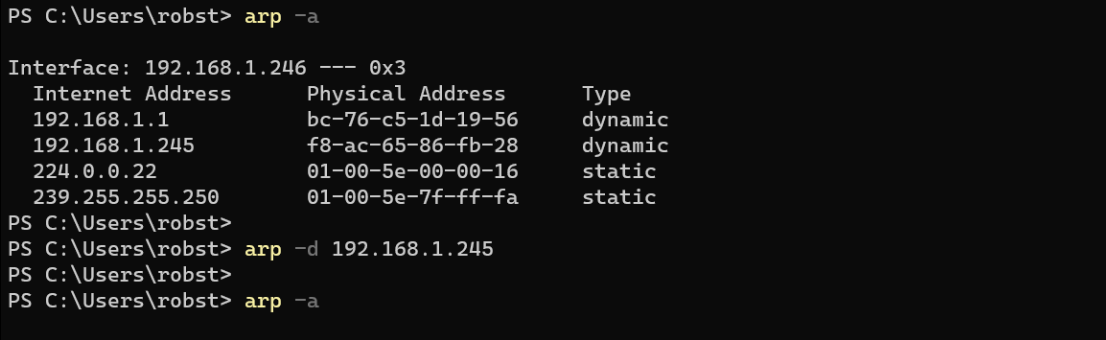 PS C:\Users\robst> arp -a
Interface: 192.168.1.246 --- 0x3
Internet Address Physical Address Type
192.168.1.1 bc-76-c5-1d-19-56 dynamic
192.168.1.245 f8-ac-65-86-fb-28 dynamic
224.0.0.22 01-00-5e-00-00-16 static
239.255.255.250 01-00-5e-7f-ff-fa static
PS C:\Users\robst>
PS C:\Users\robst> arp -d 192.168.1.245
PS C:\Users\robst>
PS C:\Users\robst> arp -a